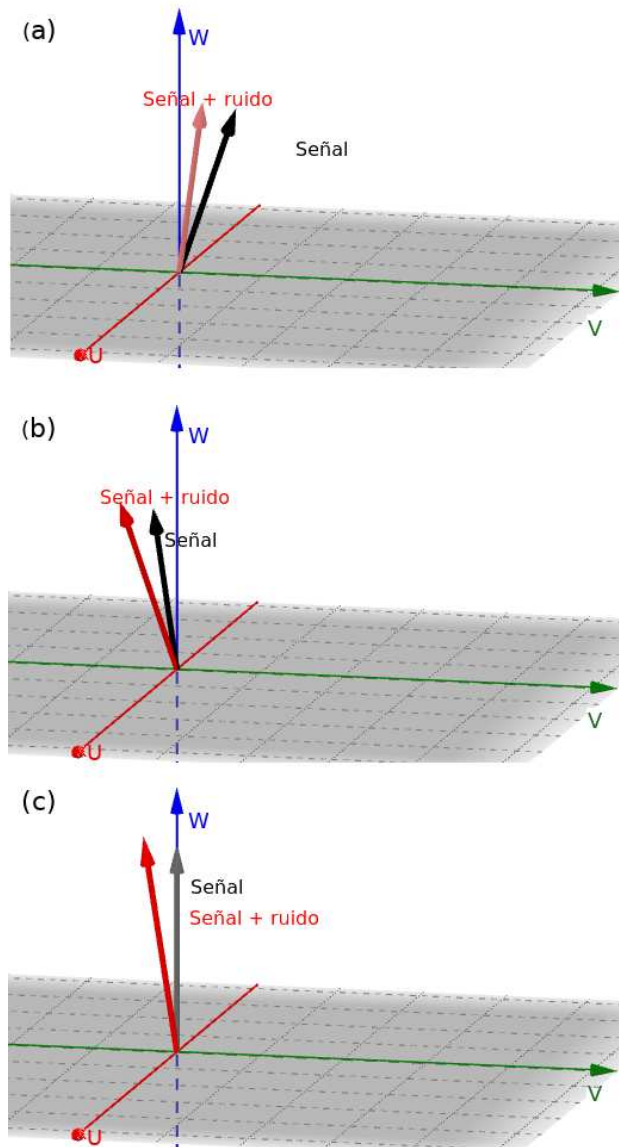 (a)
W
Señal + ruido
Señal
V
U
(b)
W
Señal + ruido
Señal
V
U
(c)
W
Señal
Señal + ruido
V
U